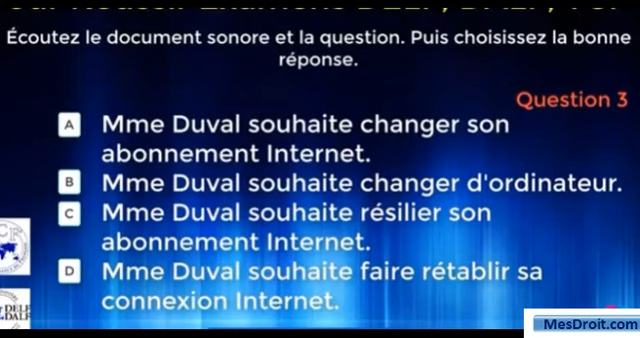 Écoutez le document sonore et la question. Puis choisissez la bonne
réponse.
Question 3
A Mme Duval souhaite changer son
abonnement Internet.
B Mme Duval souhaite changer d'ordinateur.
C Mme Duval souhaite résilier son
abonnement Internet.
D Mme Duval souhaite faire rétablir sa
connexion Internet.
DELF
DALF
MesDroit.com